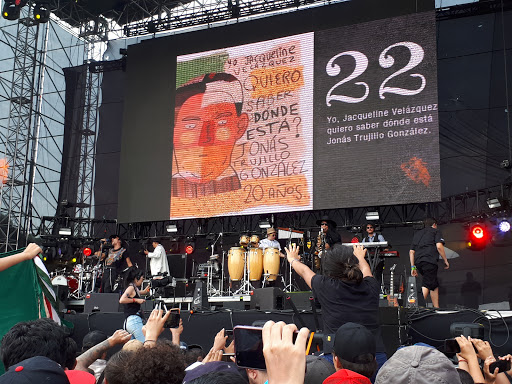 YO JACQUELINE
VELÁZQUEZ
QUIERO
SABER
DONDE
ESTÁ?
JONÁS
TRUJILLO
GONZÁLEZ
20 AÑOS.
22
Yo, Jacqueline Velázquez
quiero saber dónde está
Jonás Trujillo González.